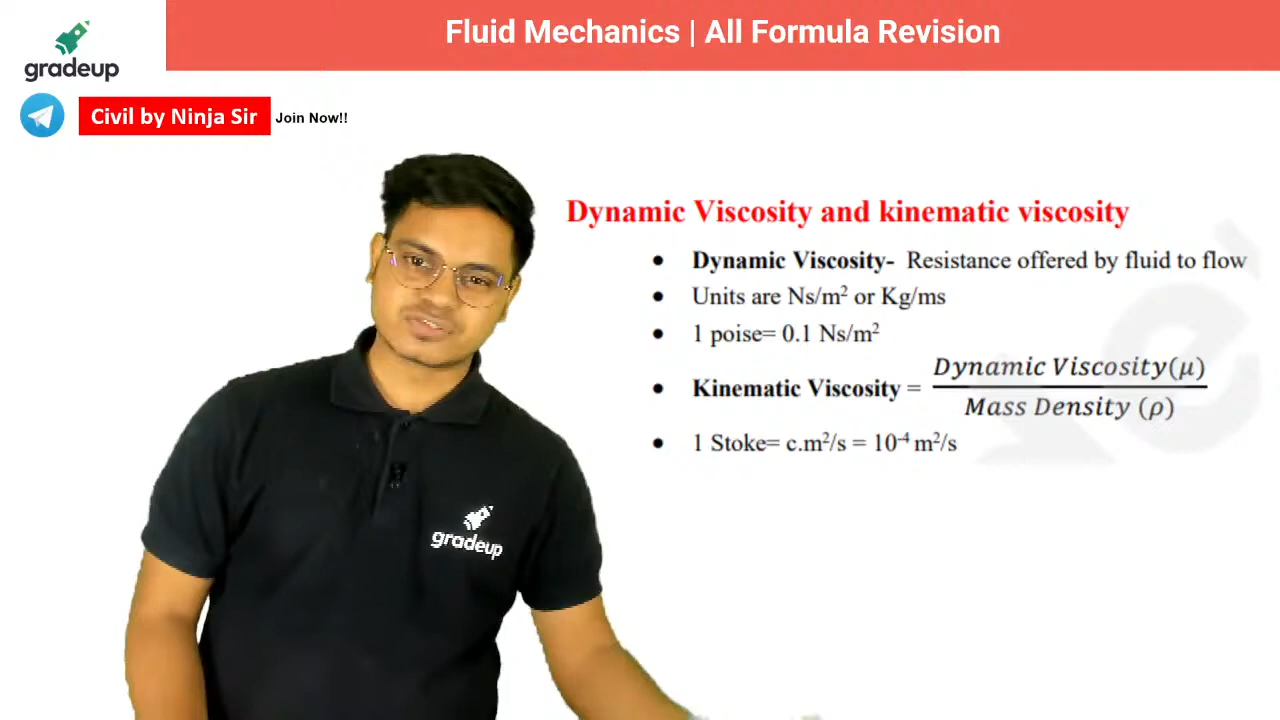 Fluid Mechanics | All Formula Revision
gradeup
Civil by Ninja Sir Join Now!!
Dynamic Viscosity and kinematic viscosity
• Dynamic Viscosity- Resistance offered by fluid to flow
• Units are Ns/m² or Kg/ms
• 1 poise= 0.1 Ns/m²
• Kinematic Viscosity = Dynamic Viscosity(μ)
Mass Density (ρ)
• 1 Stoke= c.m²/s = 10⁻⁴ m²/s
gradeup